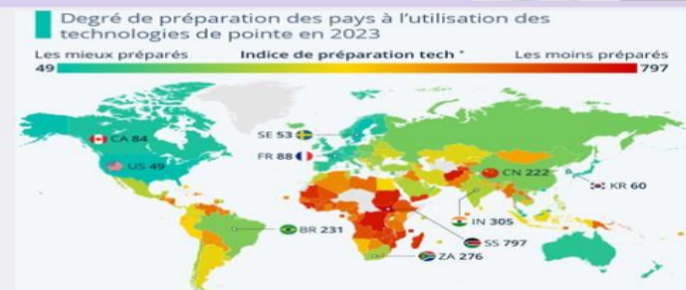 Degré de préparation des pays à l'utilisation des
technologies de pointe en 2023
Les mieux préparés Indice de préparation tech * Les moins préparés
49 797
CA 84
SE 53
US 49
FR 88
CN 222
KR 60
IN 305
BR 231
SS 797
ZA 276